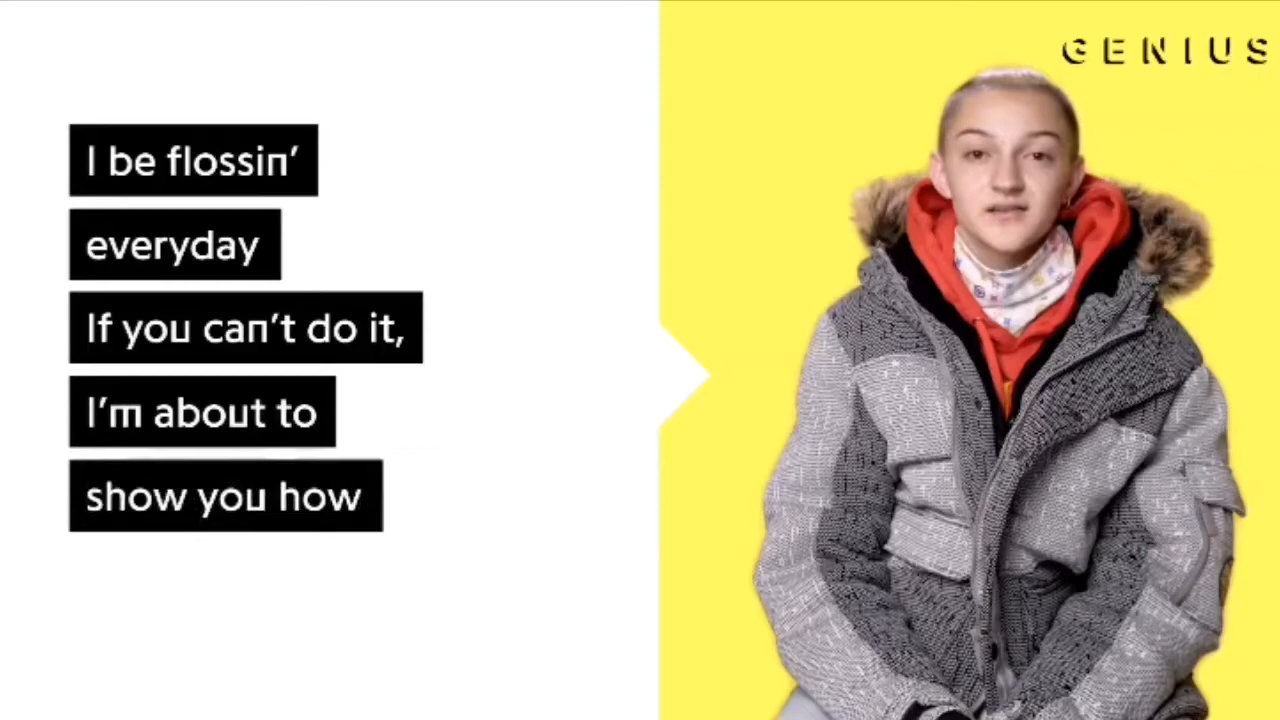 GENIUS
I be flossin’
everyday
If you can’t do it,
I’m about to
show you how